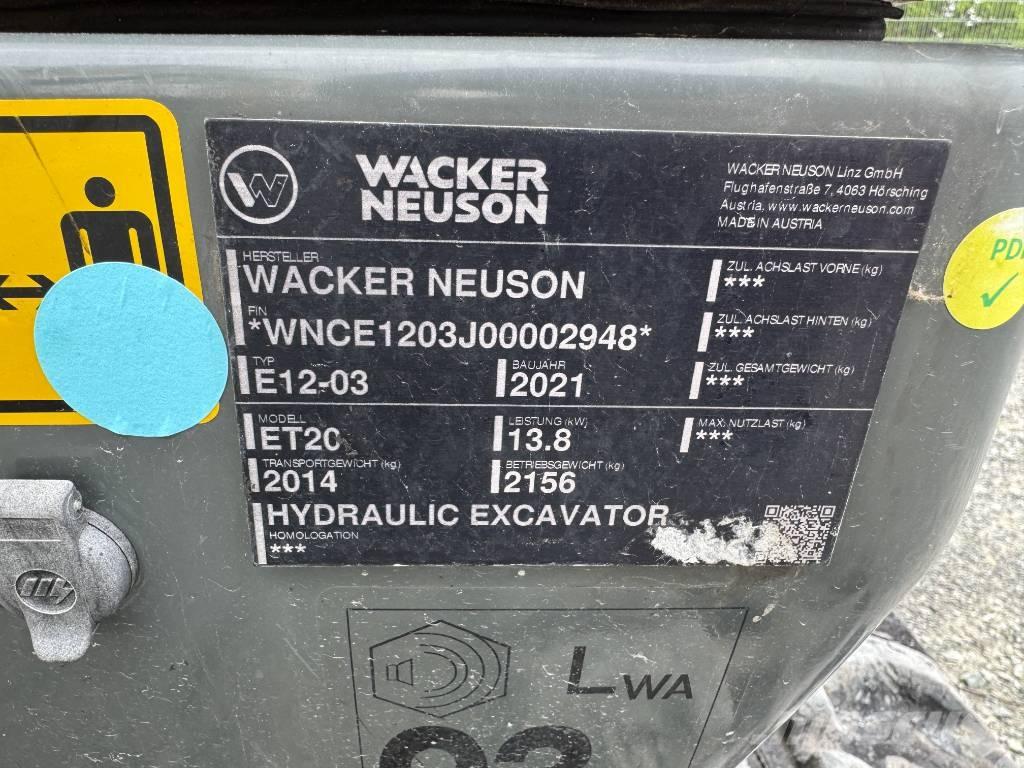 WACKER
NEUSON
WACKER NEUSON Linz GmbH
Flughafenstraße 7, 4063 Hörsching
Austria, www.wackerneuson.com
MADE IN AUSTRIA
HERSTELLER
WACKER NEUSON
ZUL. ACHSLAST VORNE (kg)
***
FIN
*WNCE1203J00002948*
ZUL. ACHSLAST HINTEN (kg)
***
TYP
E12-03
BAUJAHR
2021
ZUL. GESAMTGEWICHT (kg)
***
MODELL
ET20
LEISTUNG (kW)
13.8
MAX. NUTZLAST (kg)
***
TRANSPORTGEWICHT (kg)
2014
BETRIEBSGEWICHT (kg)
2156
HYDRAULIC EXCAVATOR
HOMOLOGATION
***
LWA